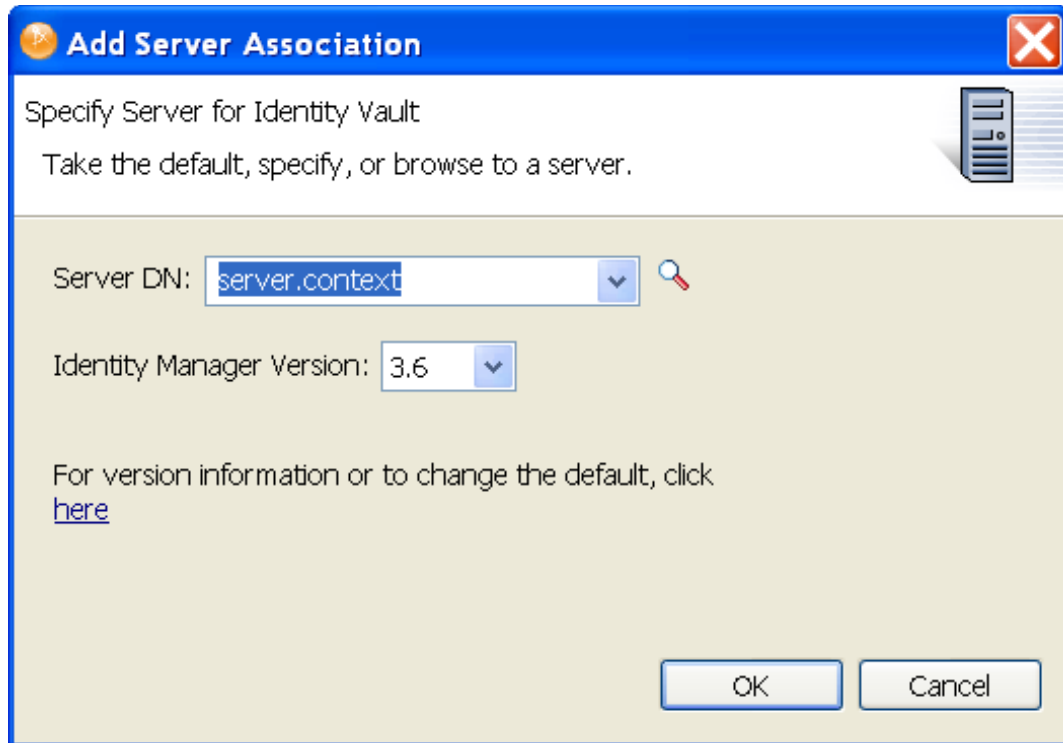 Add Server Association
Specify Server for Identity Vault
Take the default, specify, or browse to a server.
Server DN: server.context
Identity Manager Version: 3.6
For version information or to change the default, click
here
OK Cancel